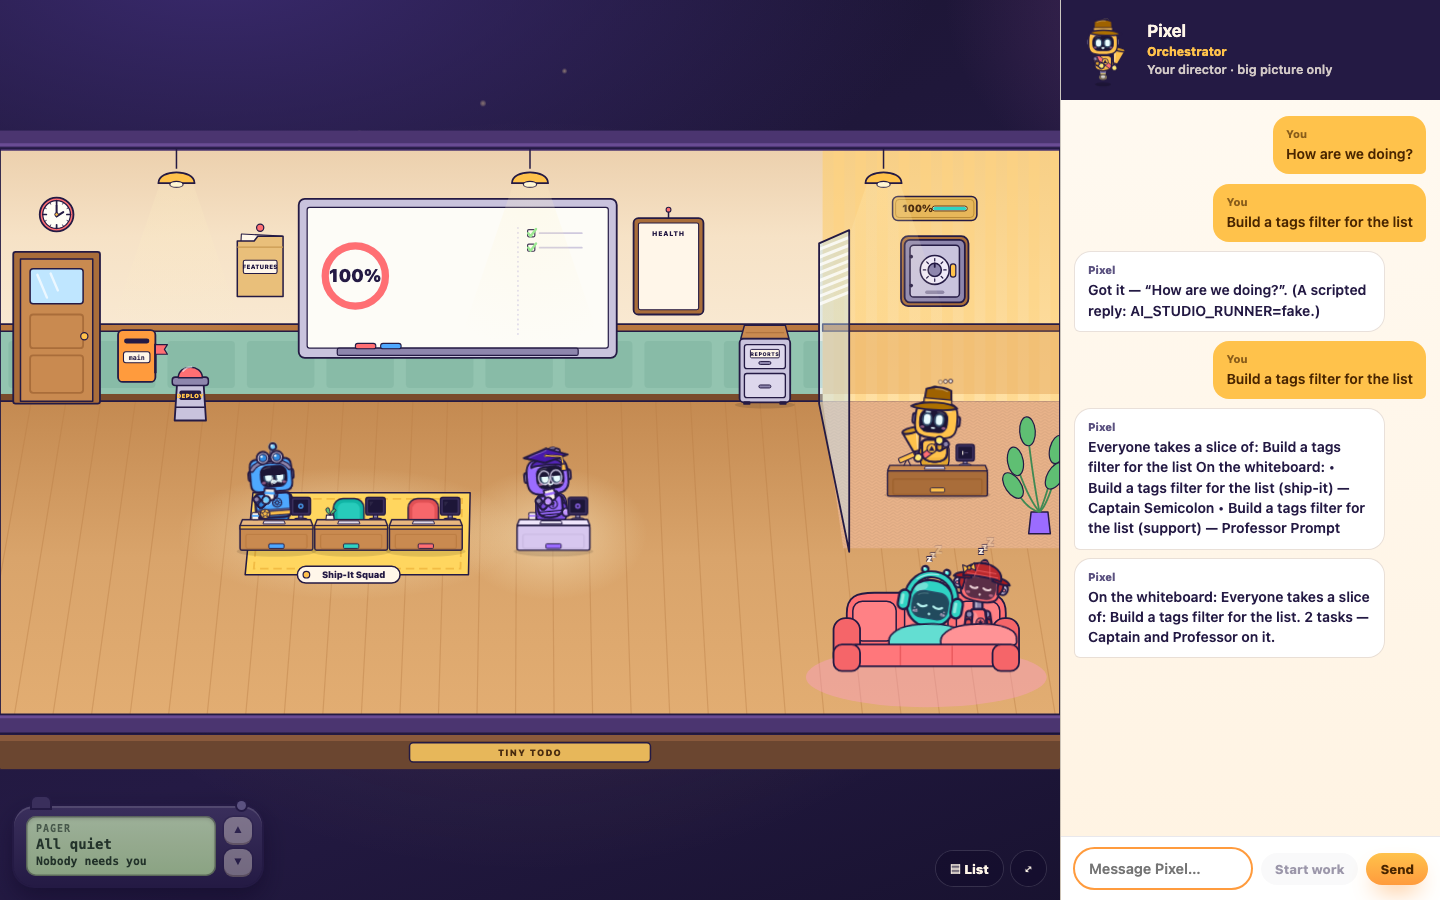 FEATURES
main
DEPLOY
100%
HEALTH
REPORTS
100%
Ship-It Squad
TINY TODO
PAGER
All quiet
Nobody needs you
▲
▼
List
Pixel
Orchestrator
Your director · big picture only
You
How are we doing?
You
Build a tags filter for the list
Pixel
Got it — “How are we doing?”. (A scripted
reply: AI_STUDIO_RUNNER=fake.)
You
Build a tags filter for the list
Pixel
Everyone takes a slice of: Build a tags
filter for the list On the whiteboard: •
Build a tags filter for the list (ship-it) —
Captain Semicolon • Build a tags filter for
the list (support) — Professor Prompt
Pixel
On the whiteboard: Everyone takes a slice
of: Build a tags filter for the list. 2 tasks —
Captain and Professor on it.
Message Pixel...
Start work
Send